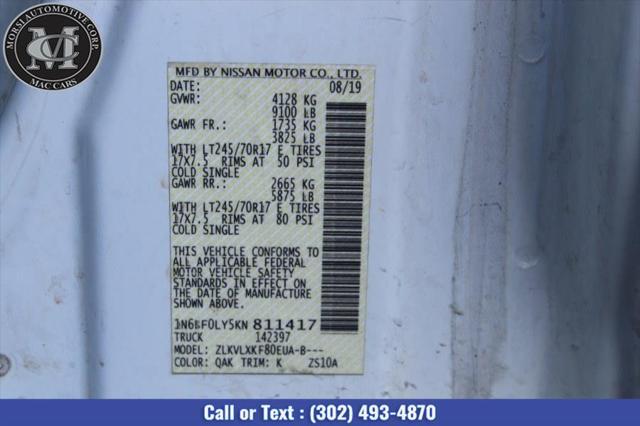 MORSI AUTOMOTIVE CORP.
MC
MAC CARS
MFD BY NISSAN MOTOR CO., LTD.
DATE: 08/19
GVWR: 4128 KG
9100 LB
GAWR FR.: 1735 KG
3825 LB
WITH LT245/70R17 E TIRES
17X7.5 RIMS AT 50 PSI
COLD SINGLE
GAWR RR.: 2665 KG
5875 LB
WITH LT245/70R17 E TIRES
17X7.5 RIMS AT 80 PSI
COLD SINGLE
THIS VEHICLE CONFORMS TO
ALL APPLICABLE FEDERAL
MOTOR VEHICLE SAFETY
STANDARDS IN EFFECT ON
THE DATE OF MANUFACTURE
SHOWN ABOVE.
1N6BF0LY5KN 811417
TRUCK 142397
MODEL: ZLKVLXKF80EUA-B---
COLOR: QAK TRIM: K ZS10A
Call or Text : (302) 493-4870